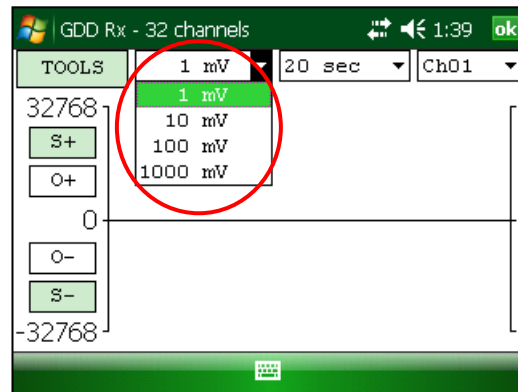 GDD Rx - 32 channels 1:39 ok
TOOLS 1 mV 20 sec Ch01
1 mV
10 mV
100 mV
1000 mV
32768
S+
O+
0
O-
S-
-32768